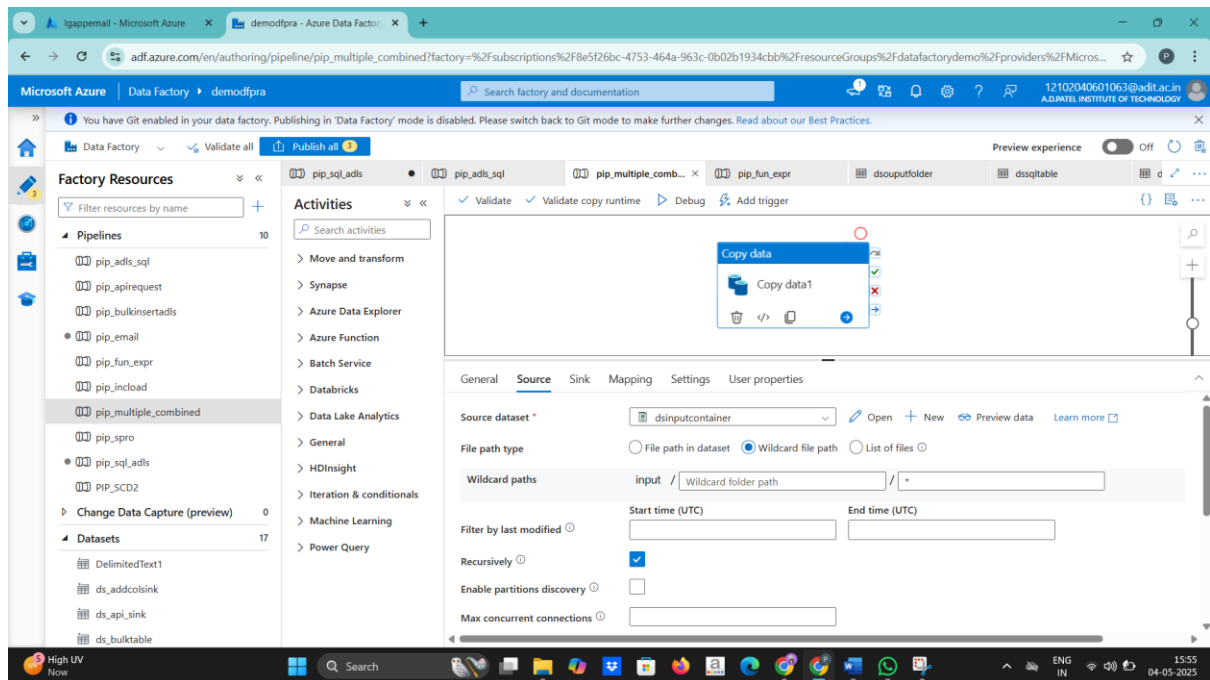 lgappemail - Microsoft Azure
demodfpra - Azure Data Factory
adf.azure.com/en/authoring/pipeline/pip_multiple_combined?factory=%2Fsubscriptions%2F8e5f26bc-4753-464a-963c-0b02b1934cbb%2FresourceGroups%2Fdatafactorydemo%2Fproviders%2FMicros...
P
Microsoft Azure | Data Factory demodfpra
Search factory and documentation
1
12102040601063@adit.ac.in
A.D.PATEL INSTITUTE OF TECHNOLOGY
You have Git enabled in your data factory. Publishing in 'Data Factory' mode is disabled. Please switch back to Git mode to make further changes. Read about our Best Practices.
Data Factory Validate all Publish all 3 Preview experience Off
3
Factory Resources
Filter resources by name
Pipelines 10
pip_adls_sql
pip_apirequest
pip_bulkinsertadls
pip_email
pip_fun_expr
pip_incload
pip_multiple_combined
pip_spro
pip_sql_adls
PIP_SCD2
Change Data Capture (preview) 0
Datasets 17
DelimitedText1
ds_addcolsink
ds_api_sink
ds_bulktable
pip_sql_adls pip_adls_sql pip_multiple_comb... pip_fun_expr dsouputfolder dssqltable d
Activities
Search activities
Move and transform
Synapse
Azure Data Explorer
Azure Function
Batch Service
Databricks
Data Lake Analytics
General
HDInsight
Iteration & conditionals
Machine Learning
Power Query
Validate Validate copy runtime Debug Add trigger
Copy data
Copy data1
General Source Sink Mapping Settings User properties
Source dataset * dsinputcontainer Open New Preview data Learn more
File path type File path in dataset Wildcard file path List of files
Wildcard paths input / Wildcard folder path / *
Start time (UTC) End time (UTC)
Filter by last modified
Recursively
Enable partitions discovery
Max concurrent connections
5
UV
High UV
Now
Search
ENG
IN
15:55
04-05-2025